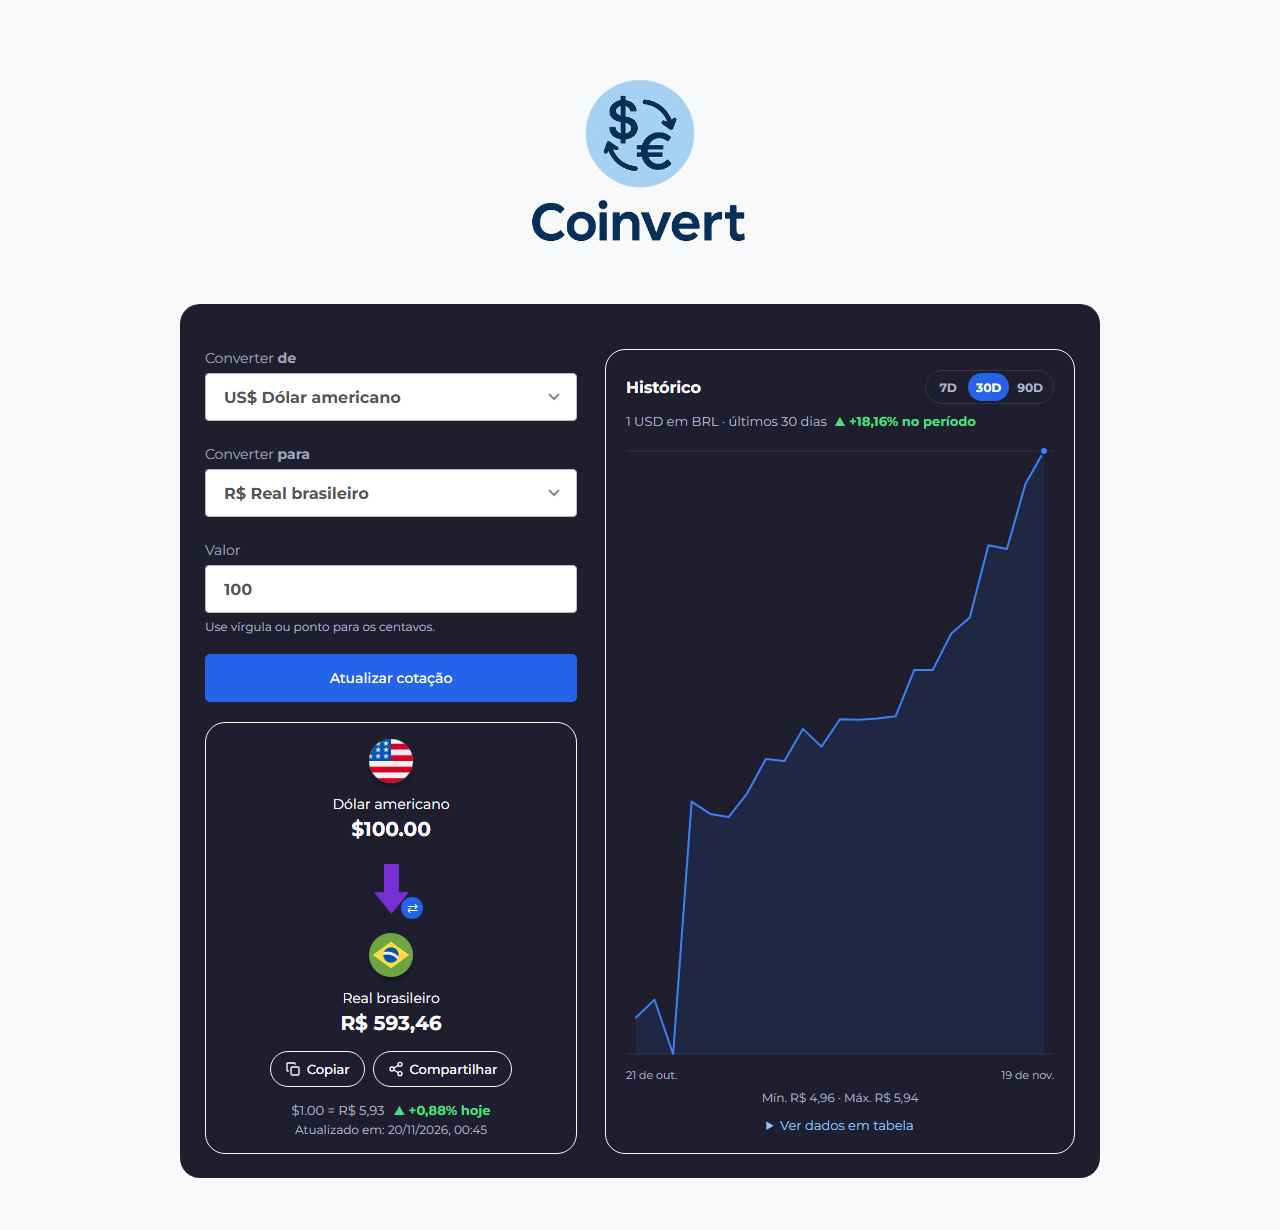 $ €
Coinvert
Converter de
US$ Dólar americano
Converter para
R$ Real brasileiro
Valor
100
Use vírgula ou ponto para os centavos.
Atualizar cotação
Dólar americano
$100.00
⇄
Real brasileiro
R$ 593,46
Copiar
Compartilhar
$1.00 = R$ 5,93 ▲ +0,88% hoje
Atualizado em: 20/11/2026, 00:45
Histórico
7D 30D 90D
1 USD em BRL · últimos 30 dias ▲ +18,16% no período
21 de out. 19 de nov.
Mín. R$ 4,96 · Máx. R$ 5,94
▶ Ver dados em tabela